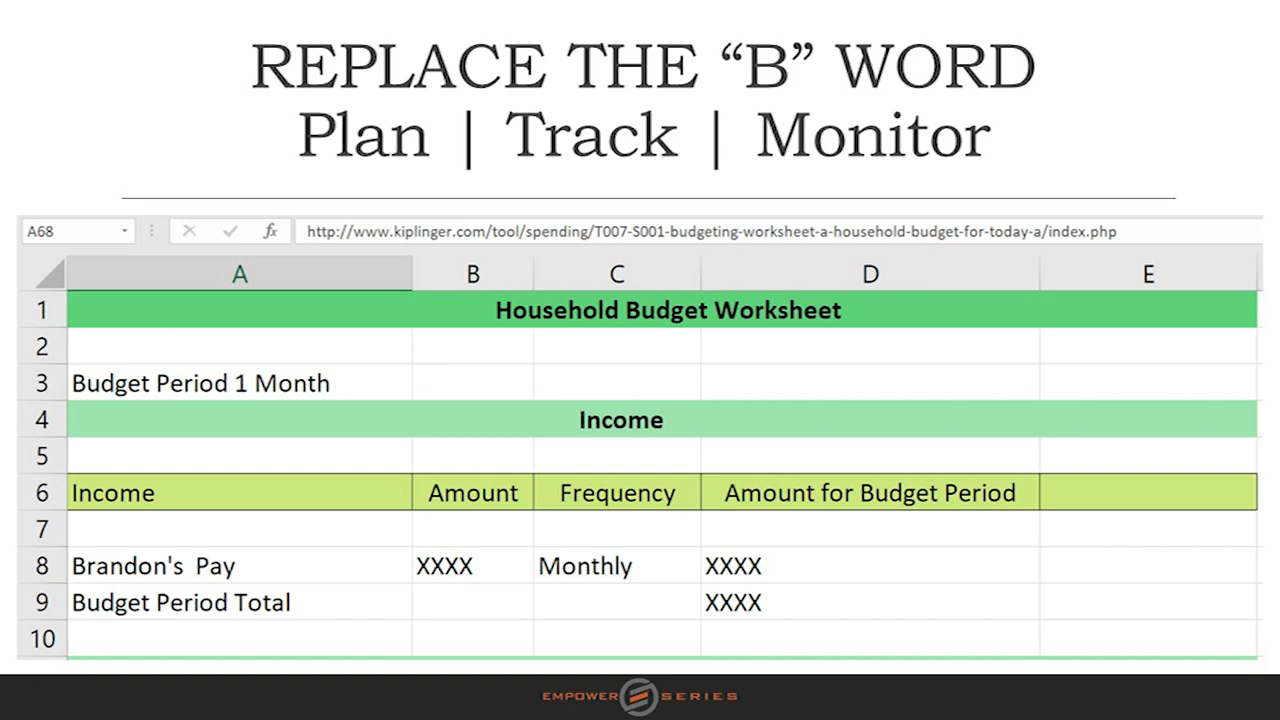 REPLACE THE “B” WORD
Plan | Track | Monitor
A68 fx http://www.kiplinger.com/tool/spending/T007-S001-budgeting-worksheet-a-household-budget-for-today-a/index.php
A B C D E
1 Household Budget Worksheet
2
3 Budget Period 1 Month
4 Income
5
6 Income Amount Frequency Amount for Budget Period
7
8 Brandon's  Pay XXXX Monthly XXXX
9 Budget Period Total XXXX
10
EMPOWER SERIES